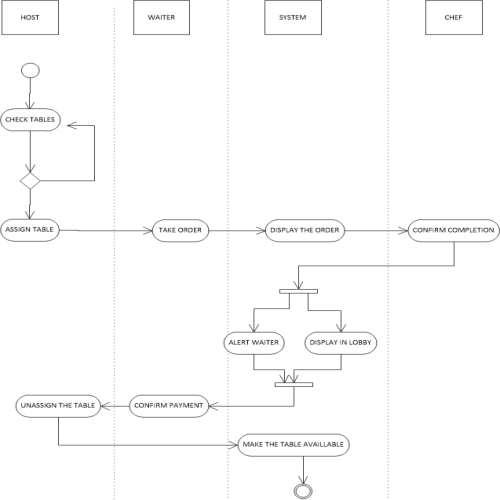 HOST
WAITER
SYSTEM
CHEF
CHECK TABLES
ASSIGN TABLE
TAKE ORDER
DISPLAY THE ORDER
CONFIRM COMPLETION
ALERT WAITER
DISPLAY IN LOBBY
UNASSIGN THE TABLE
CONFIRM PAYMENT
MAKE THE TABLE AVAILLABLE